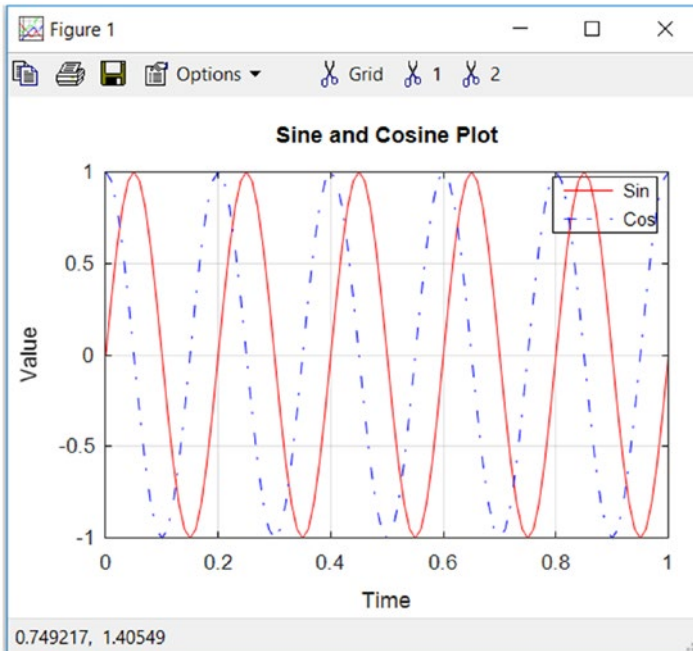 Figure 1
Options Grid 1 2
Sine and Cosine Plot
1
0.5
0
-0.5
-1
Value
Sin
Cos
0 0.2 0.4 0.6 0.8 1
Time
0.749217, 1.40549